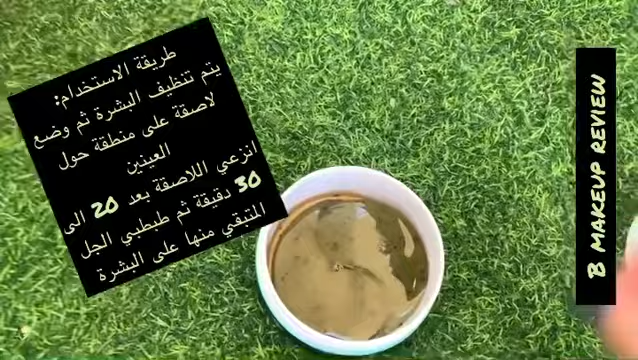 طريقة الاستخدام:
يتم تنظيف البشرة ثم وضع
لاصقة على منطقة حول
العينين
انزعي اللاصقة بعد 20 الى
30 دقيقة ثم طبطبي الجل
المتبقي منها على البشرة
B MAKEUP REVIEW